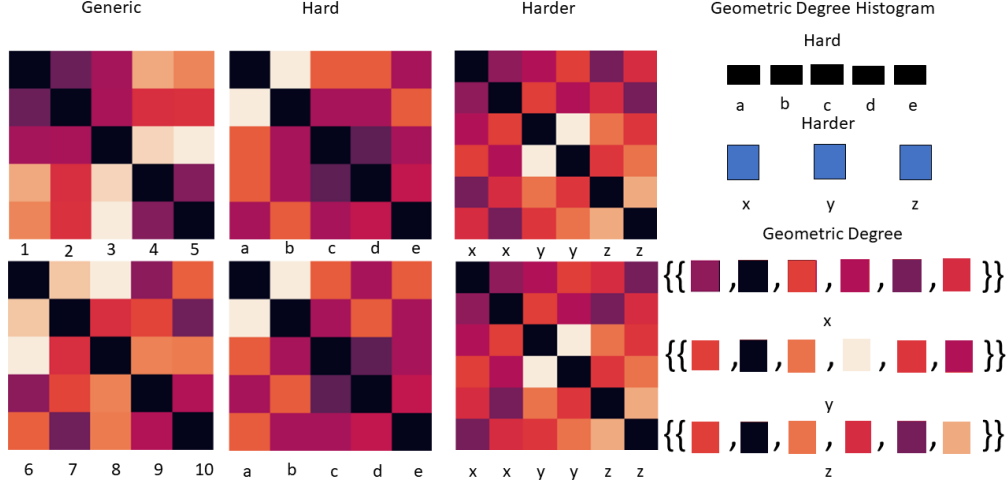 Generic Hard Harder Geometric Degree Histogram
Hard
a b c d e
Harder
x y z
Geometric Degree
1 2 3 4 5 a b c d e x x y y z z
{{ , , , , , }}
x
{{ , , , , , }}
y
{{ , , , , , }}
z
6 7 8 9 10 a b c d e x x y y z z